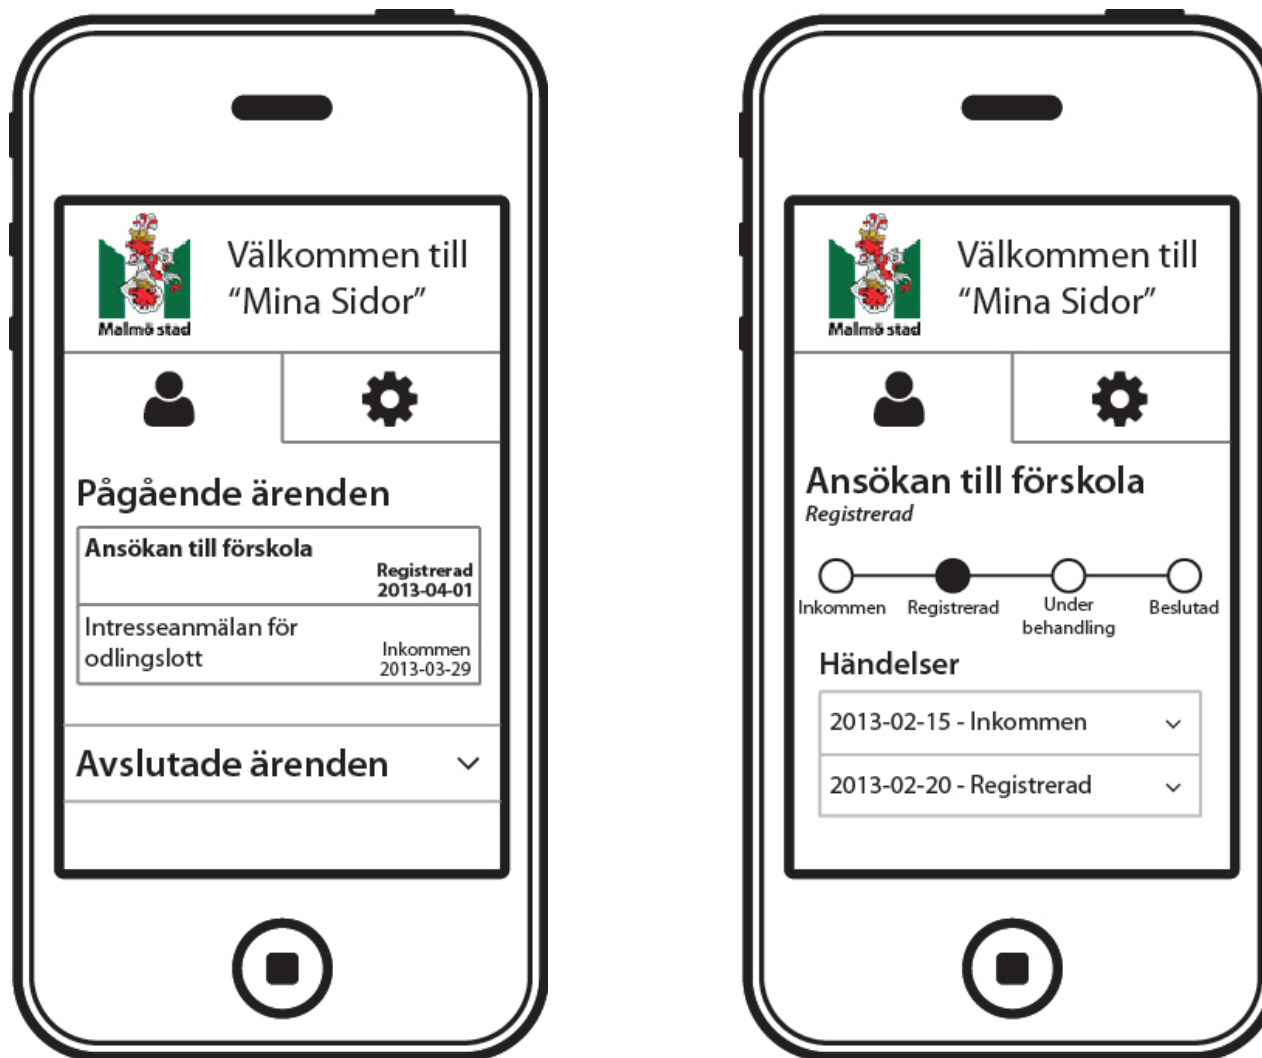 Malmö stad
Välkommen till
“Mina Sidor”
Pågående ärenden
Ansökan till förskola
Registrerad
2013-04-01
Intresseanmälan för
odlingslott
Inkommen
2013-03-29
Avslutade ärenden
Malmö stad
Välkommen till
“Mina Sidor”
Ansökan till förskola
Registrerad
Inkommen
Registrerad
Under
behandling
Beslutad
Händelser
2013-02-15 - Inkommen
2013-02-20 - Registrerad